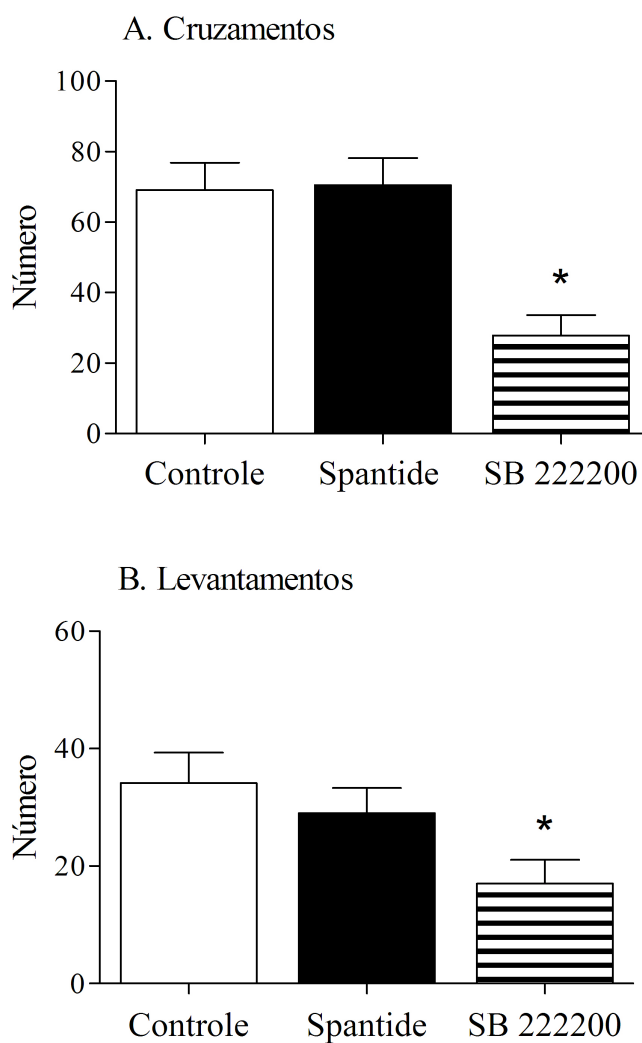 A. Cruzamentos
100
80
60
40
20
0
Número
*
Controle Spantide SB 222200
B. Levantamentos
60
40
20
0
Número
*
Controle Spantide SB 222200